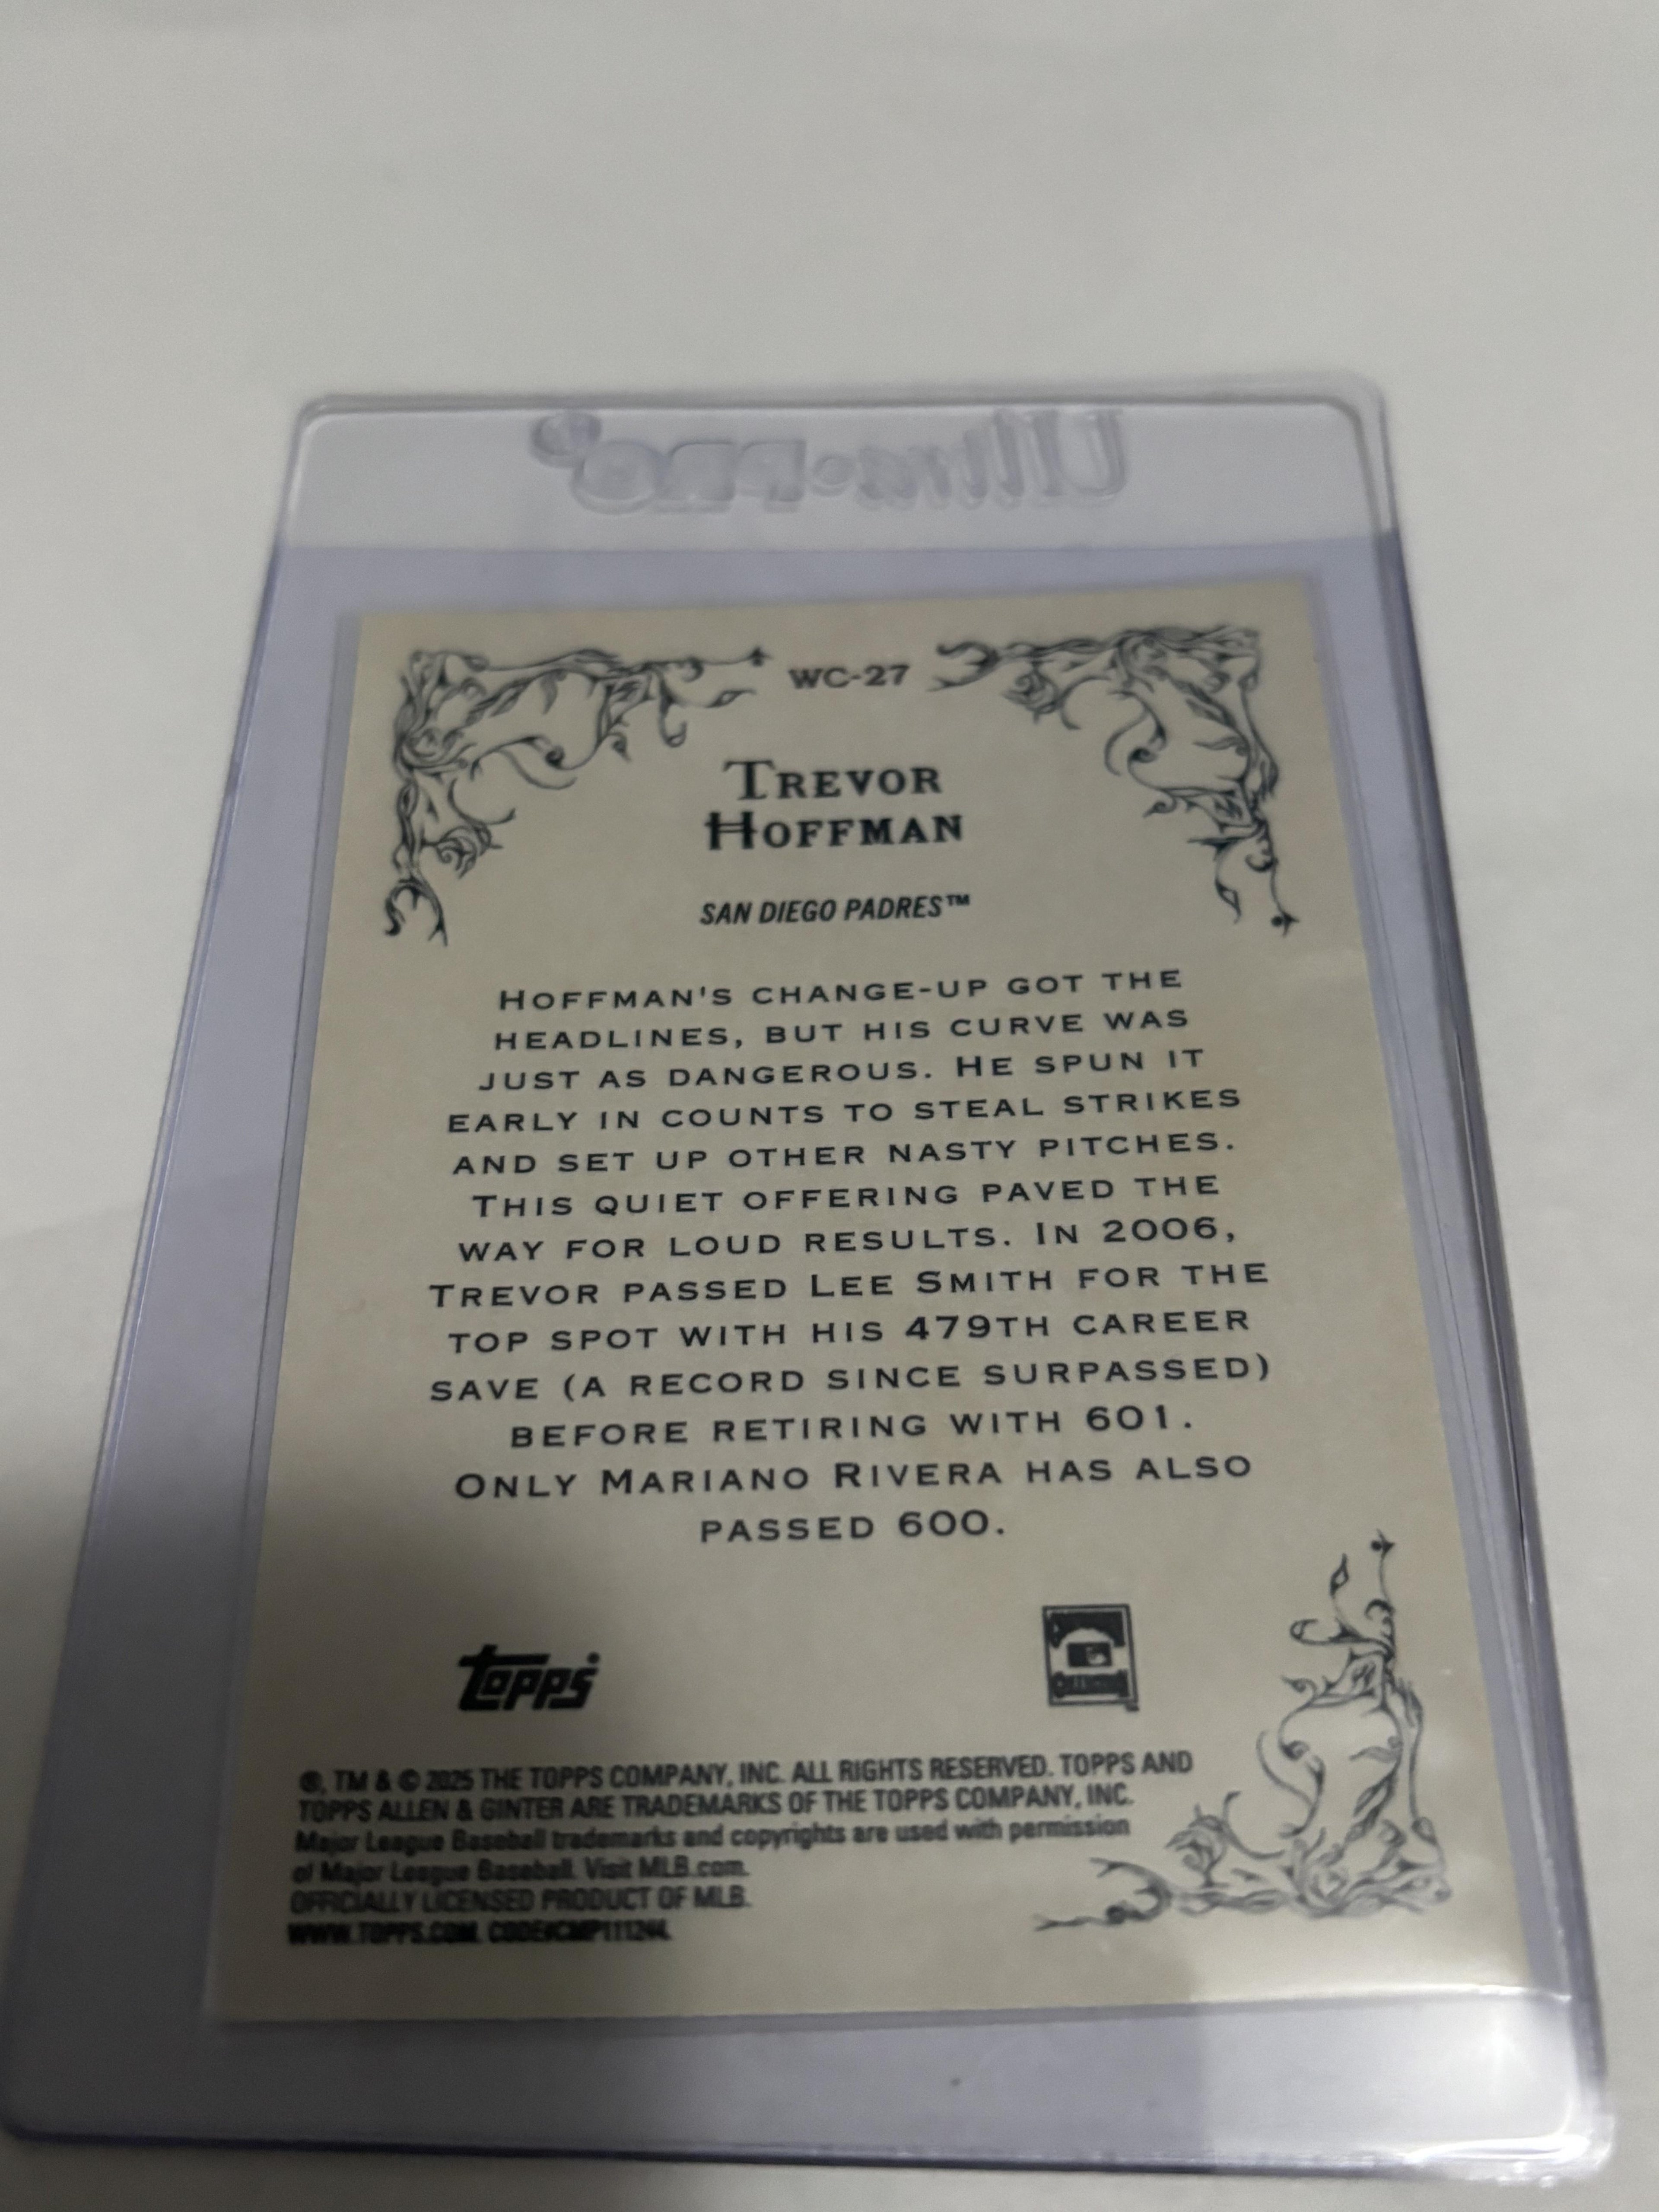 Ultra•PRO®
WC-27
TREVOR
HOFFMAN
SAN DIEGO PADRES™
HOFFMAN'S CHANGE-UP GOT THE
HEADLINES, BUT HIS CURVE WAS
JUST AS DANGEROUS. HE SPUN IT
EARLY IN COUNTS TO STEAL STRIKES
AND SET UP OTHER NASTY PITCHES.
THIS QUIET OFFERING PAVED THE
WAY FOR LOUD RESULTS. IN 2006,
TREVOR PASSED LEE SMITH FOR THE
TOP SPOT WITH HIS 479TH CAREER
SAVE (A RECORD SINCE SURPASSED)
BEFORE RETIRING WITH 601.
ONLY MARIANO RIVERA HAS ALSO
PASSED 600.
topps
®, TM & © 2025 THE TOPPS COMPANY, INC. ALL RIGHTS RESERVED. TOPPS AND
TOPPS ALLEN & GINTER ARE TRADEMARKS OF THE TOPPS COMPANY, INC.
Major League Baseball trademarks and copyrights are used with permission
of Major League Baseball. Visit MLB.com.
OFFICIALLY LICENSED PRODUCT OF MLB.
WWW.TOPPS.COM. CODE#CMP111244